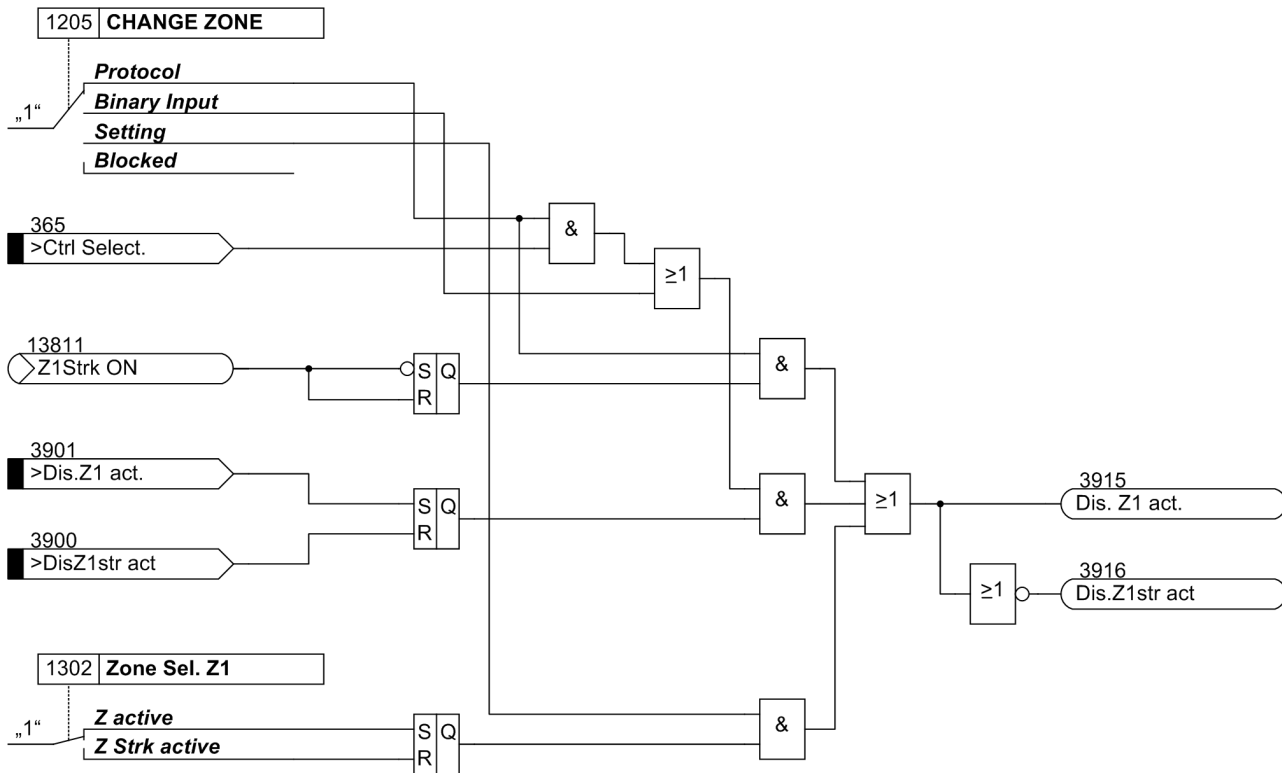 1205 CHANGE ZONE
Protocol
Binary Input
„1“
Setting
Blocked
365
>Ctrl Select.
&
≥1
13811
Z1Strk ON
S Q
R
&
3901
>Dis.Z1 act.
S Q
R
&
≥1
3915
Dis. Z1 act.
3900
>DisZ1str act
≥1
3916
Dis.Z1str act
1302 Zone Sel. Z1
Z active
„1“
Z Strk active
S Q
R
&